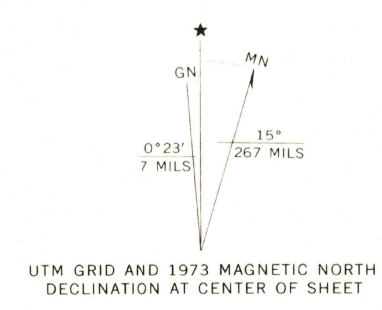 ★
MN
GN
0°23′
7 MILS
15°
267 MILS
UTM GRID AND 1973 MAGNETIC NORTH
DECLINATION AT CENTER OF SHEET